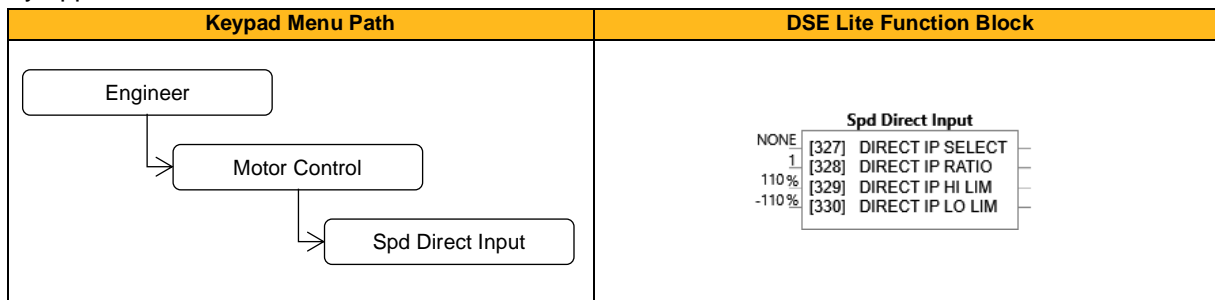 Keypad Menu Path
DSE Lite Function Block
Engineer
Motor Control
Spd Direct Input
Spd Direct Input
NONE [327] DIRECT IP SELECT
1 [328] DIRECT IP RATIO
110 % [329] DIRECT IP HI LIM
-110 % [330] DIRECT IP LO LIM